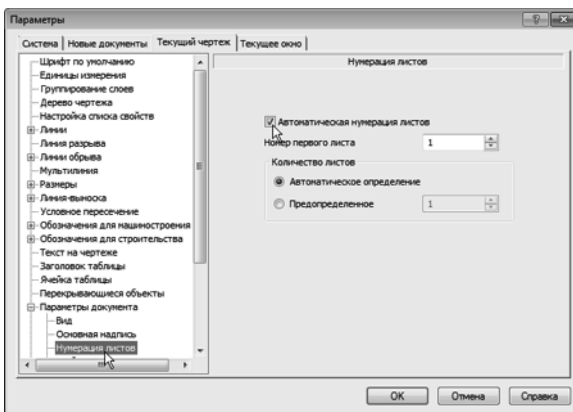 Параметры
Система
Новые документы
Текущий чертеж
Текущее окно
Шрифт по умолчанию
Единицы измерения
Группирование слоев
Дерево чертежа
Настройка списка свойств
Линии
Линия разрыва
Линии обрыва
Мультилиния
Размеры
Линия-выноска
Условное пересечение
Обозначения для машиностроения
Обозначения для строительства
Текст на чертеже
Заголовок таблицы
Ячейка таблицы
Перекрывающиеся объекты
Параметры документа
Вид
Основная надпись
Нумерация листов
Нумерация листов
Автоматическая нумерация листов
Номер первого листа 1
Количество листов
Автоматическое определение
Предопределенное 1
OK
Отмена
Справка